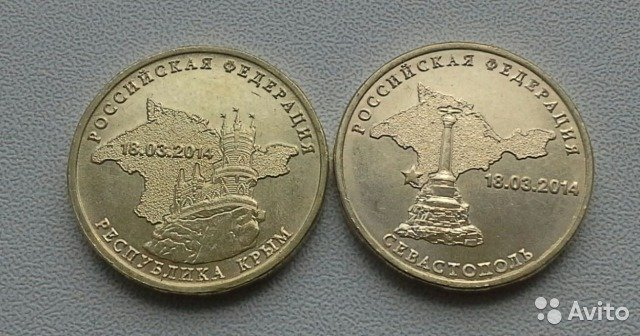 РОССИЙСКАЯ ФЕДЕРАЦИЯ
18.03.2014
РЕСПУБЛИКА КРЫМ
РОССИЙСКАЯ ФЕДЕРАЦИЯ
18.03.2014
СЕВАСТОПОЛЬ
Avito